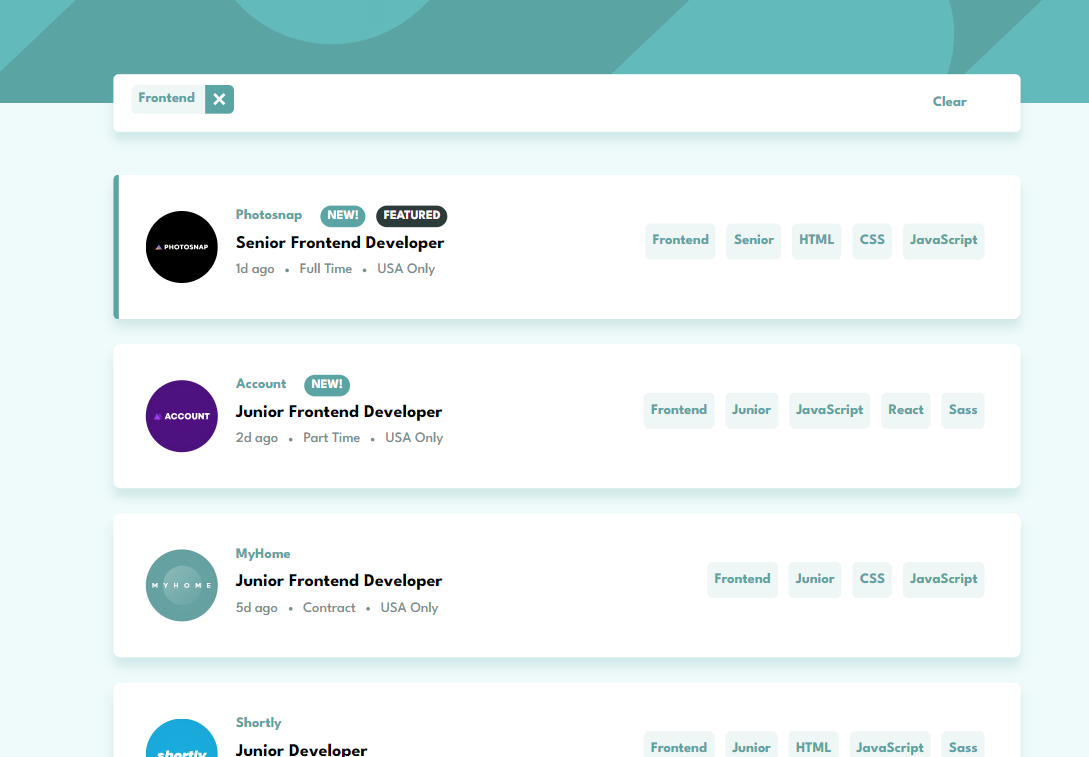 Frontend Clear
Photosnap NEW! FEATURED
PHOTOSNAP
Senior Frontend Developer
1d ago • Full Time • USA Only
Frontend Senior HTML CSS JavaScript
Account NEW!
ACCOUNT
Junior Frontend Developer
2d ago • Part Time • USA Only
Frontend Junior JavaScript React Sass
MyHome
MYHOME
Junior Frontend Developer
5d ago • Contract • USA Only
Frontend Junior CSS JavaScript
Shortly
shortly
Junior Developer
Frontend Junior HTML JavaScript Sass